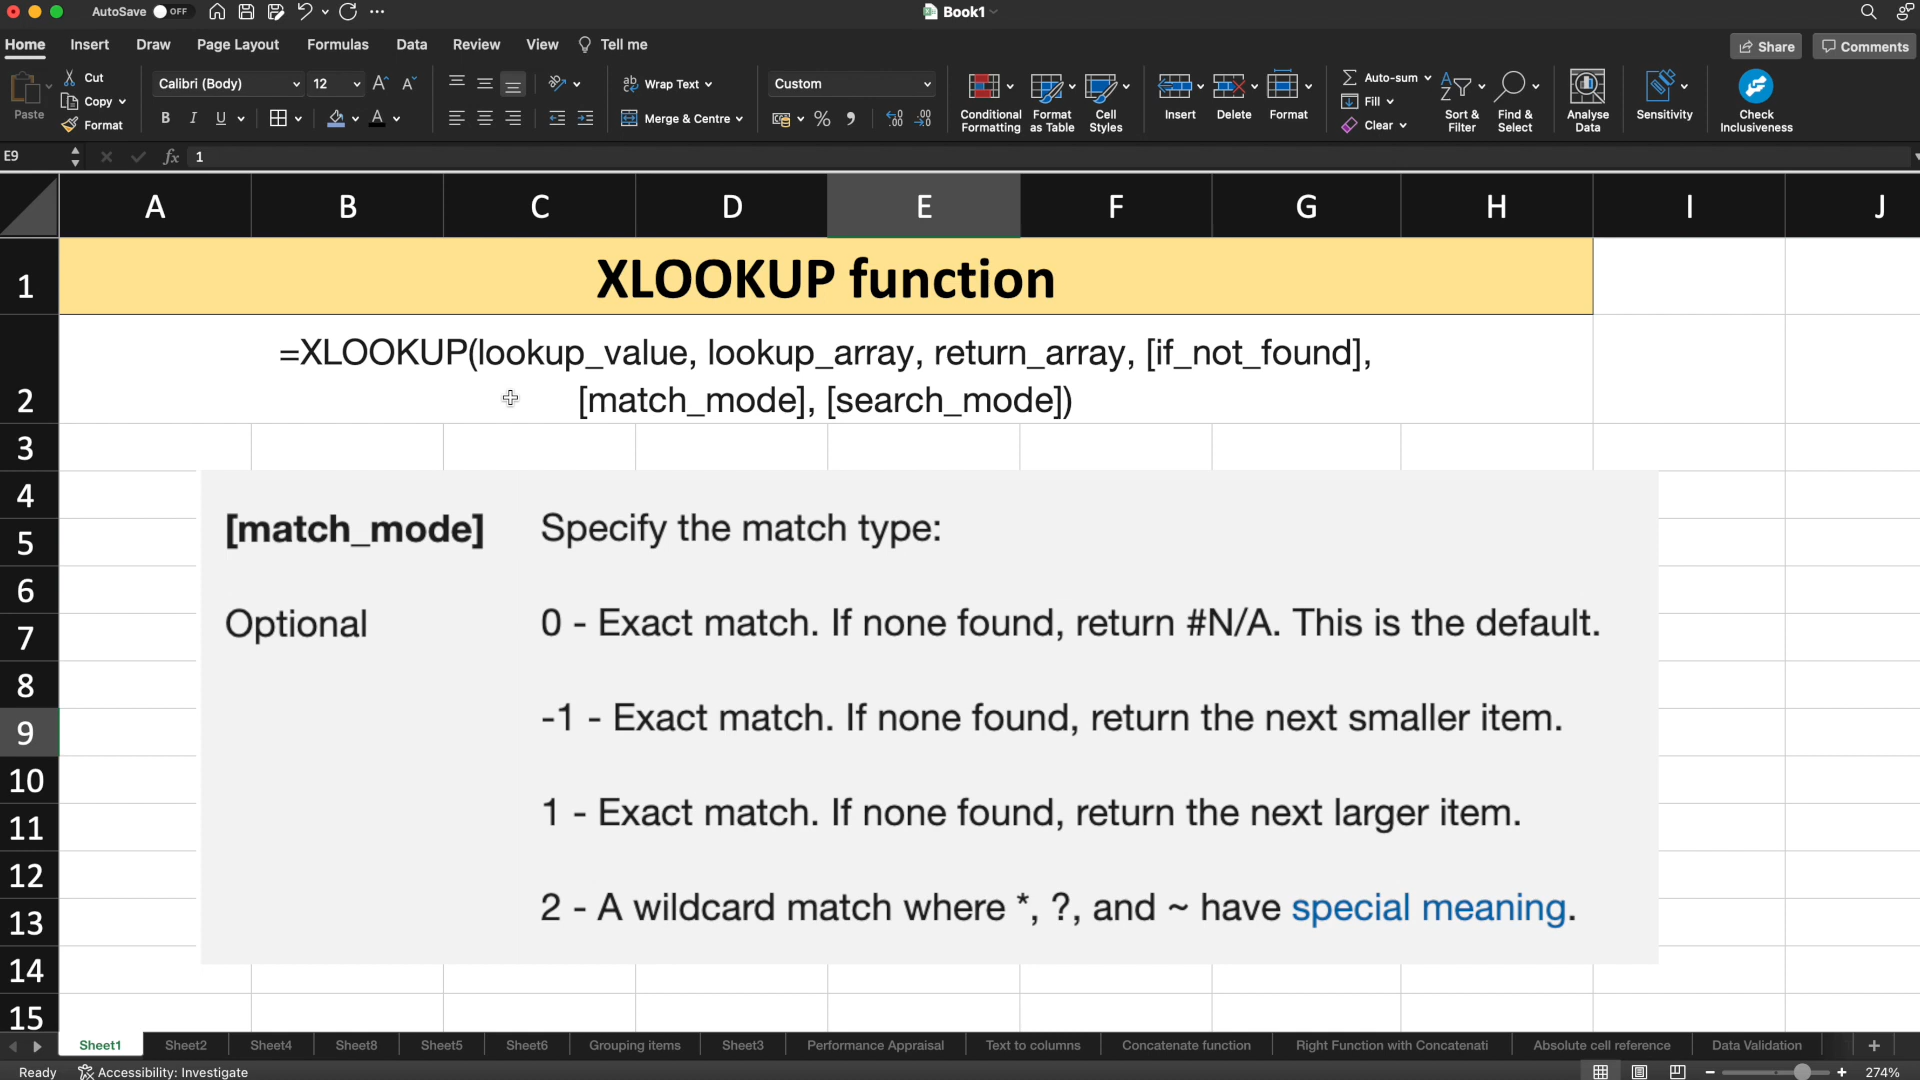 AutoSave OFF
Book1
Home Insert Draw Page Layout Formulas Data Review View Tell me
Share Comments
Paste
Cut
Copy
Format
Calibri (Body) 12
B I U
Wrap Text
Merge & Centre
Custom
Conditional Formatting
Format as Table
Cell Styles
Insert
Delete
Format
Auto-sum
Fill
Clear
Sort & Filter
Find & Select
Analyse Data
Sensitivity
Check Inclusiveness
E9 fx 1
A B C D E F G H I J
1 XLOOKUP function
=XLOOKUP(lookup_value, lookup_array, return_array, [if_not_found],
2 [match_mode], [search_mode])
3
4
[match_mode] Specify the match type:
5
6
Optional 0 - Exact match. If none found, return #N/A. This is the default.
7
8
-1 - Exact match. If none found, return the next smaller item.
9
10
1 - Exact match. If none found, return the next larger item.
11
12
2 - A wildcard match where *, ?, and ~ have special meaning.
13
14
15
Sheet1 Sheet2 Sheet4 Sheet8 Sheet5 Sheet6 Grouping items Sheet3 Performance Appraisal Text to columns Concatenate function Right Function with Concatenati Absolute cell reference Data Validation +
Ready Accessibility: Investigate 274%